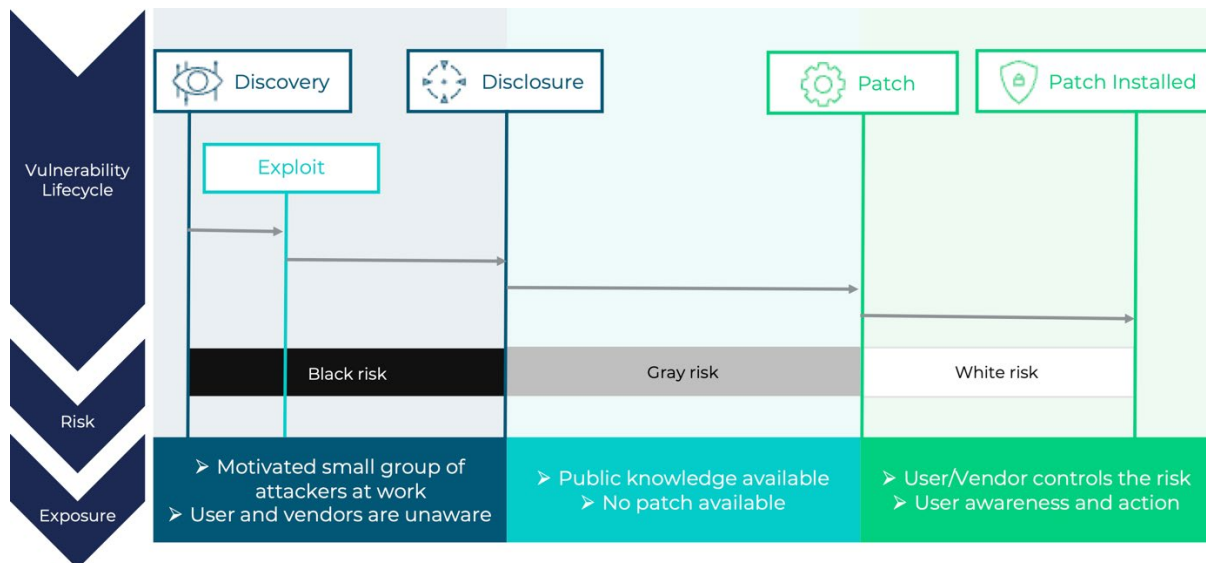 Discovery
Disclosure
Patch
Patch Installed
Exploit
Vulnerability
Lifecycle
Black risk
Gray risk
White risk
Risk
➢ Motivated small group of
attackers at work
➢ User and vendors are unaware
➢ Public knowledge available
➢ No patch available
➢ User/Vendor controls the risk
➢ User awareness and action
Exposure